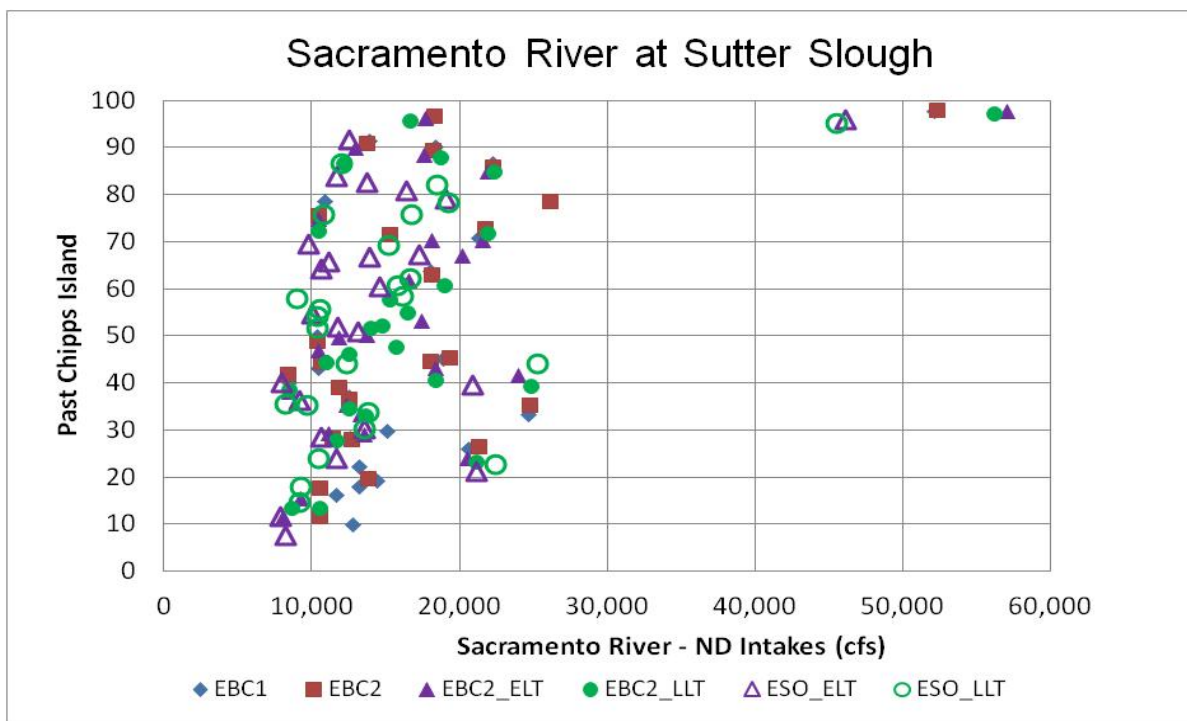 Sacramento River at Sutter Slough
Past Chipps Island
100
90
80
70
60
50
40
30
20
10
0
0 10,000 20,000 30,000 40,000 50,000 60,000
Sacramento River - ND Intakes (cfs)
EBC1 EBC2 EBC2_ELT EBC2_LLT ESO_ELT ESO_LLT